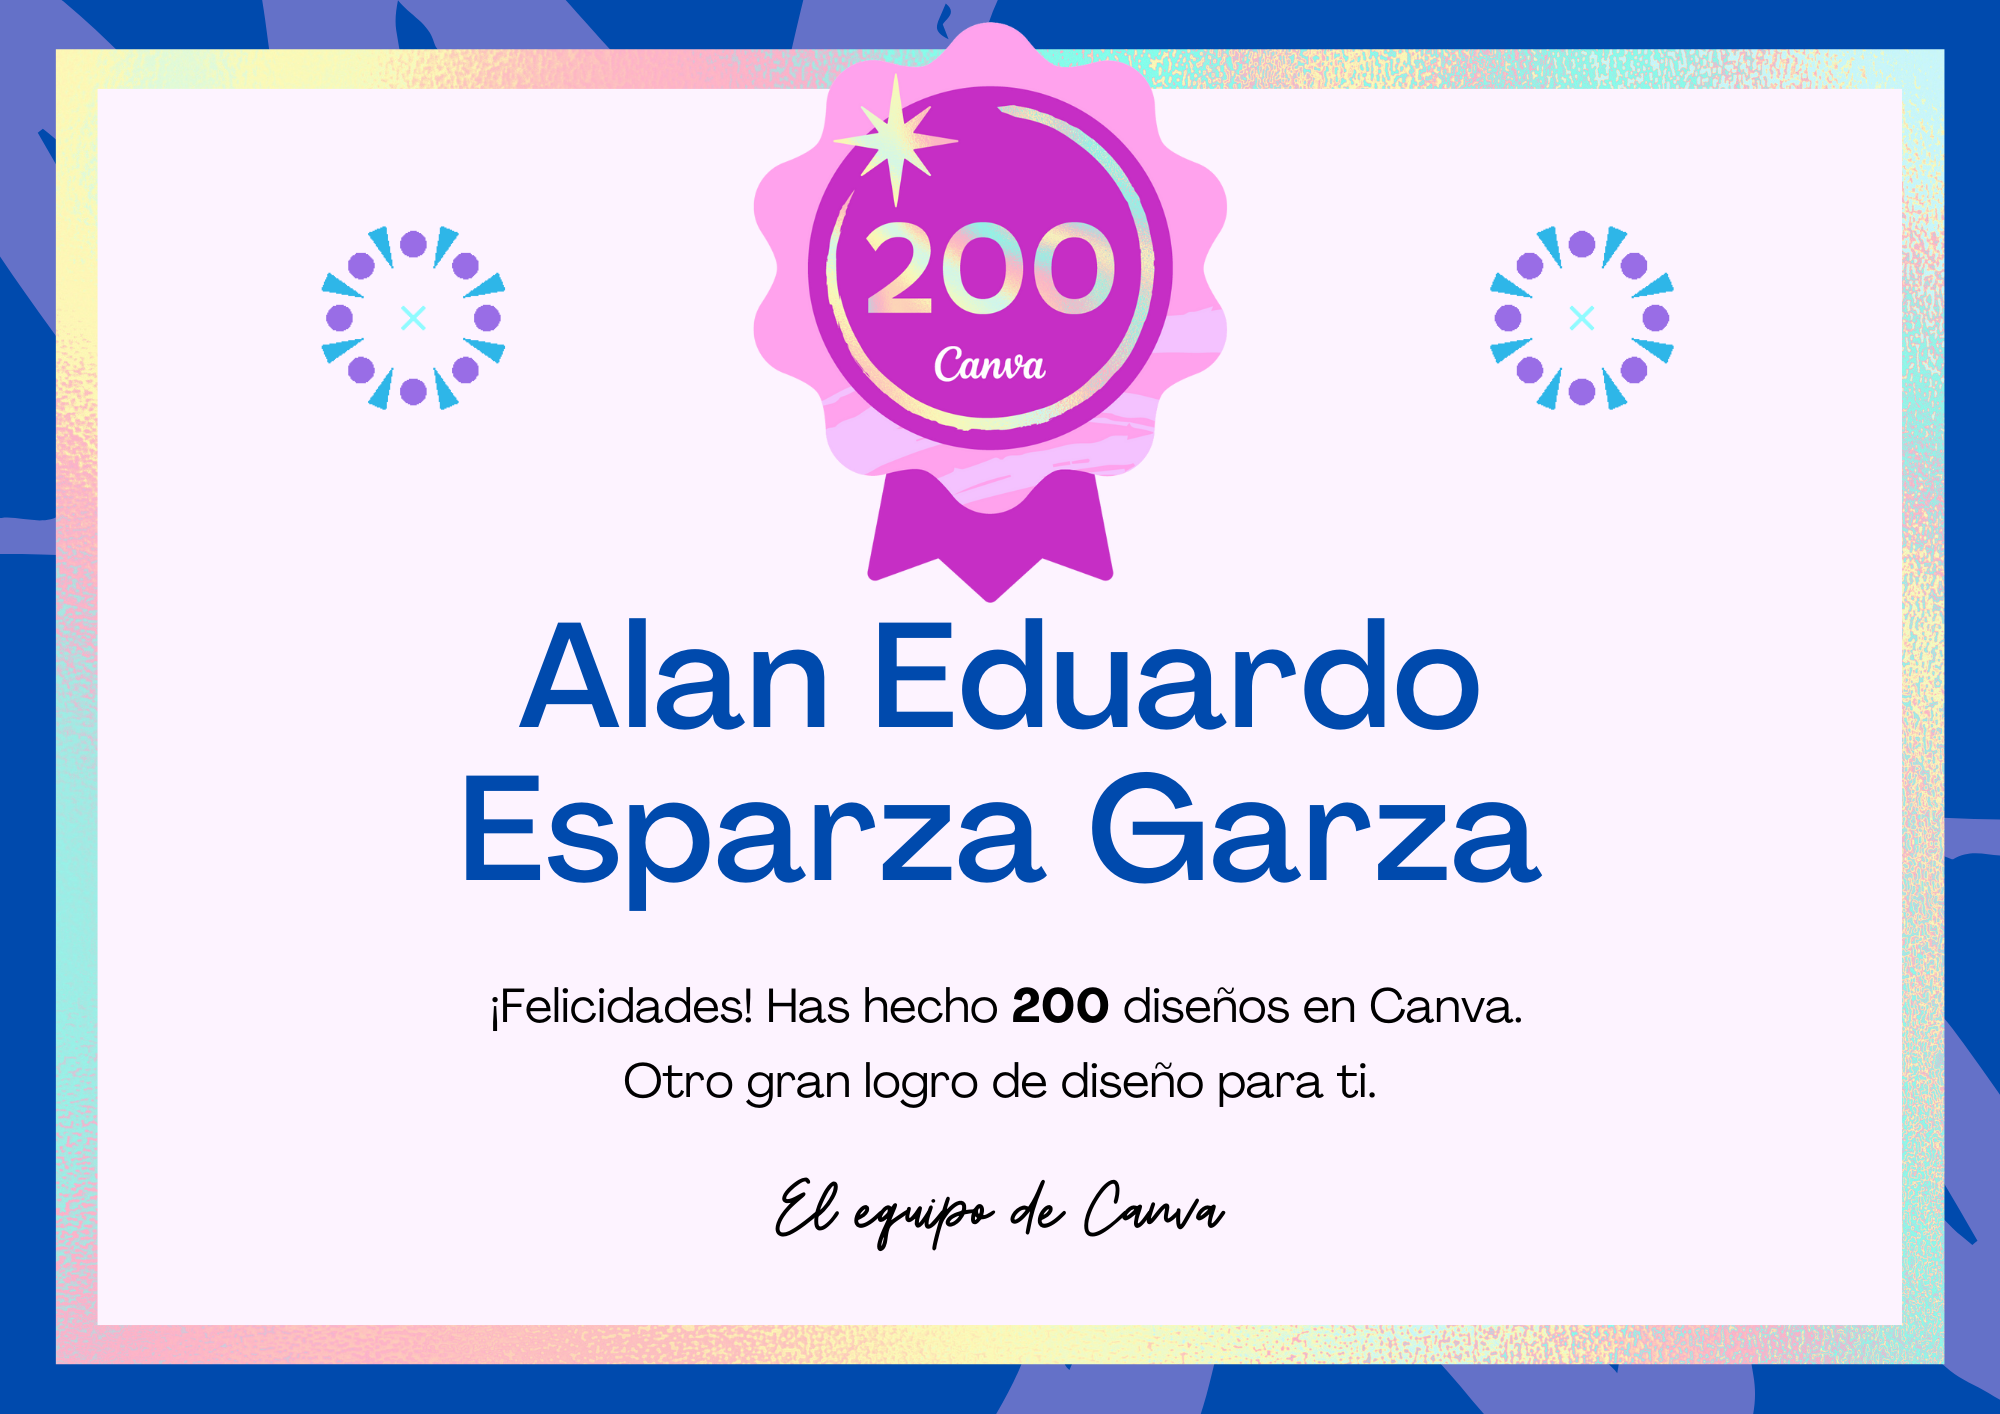 200
Canva
Alan Eduardo
Esparza Garza
¡Felicidades! Has hecho 200 diseños en Canva.
Otro gran logro de diseño para ti.
El equipo de Canva